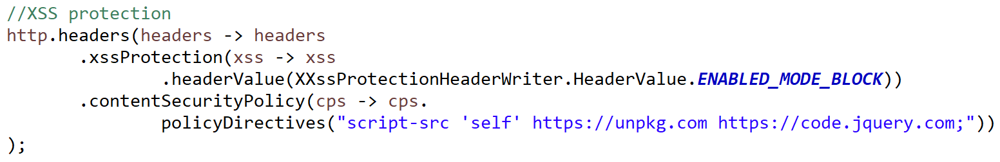 //XSS protection
http.headers(headers -> headers
.xssProtection(xss -> xss
.headerValue(XXssProtectionHeaderWriter.HeaderValue.ENABLED_MODE_BLOCK))
.contentSecurityPolicy(cps -> cps.
policyDirectives("script-src 'self' https://unpkg.com https://code.jquery.com;"))
);